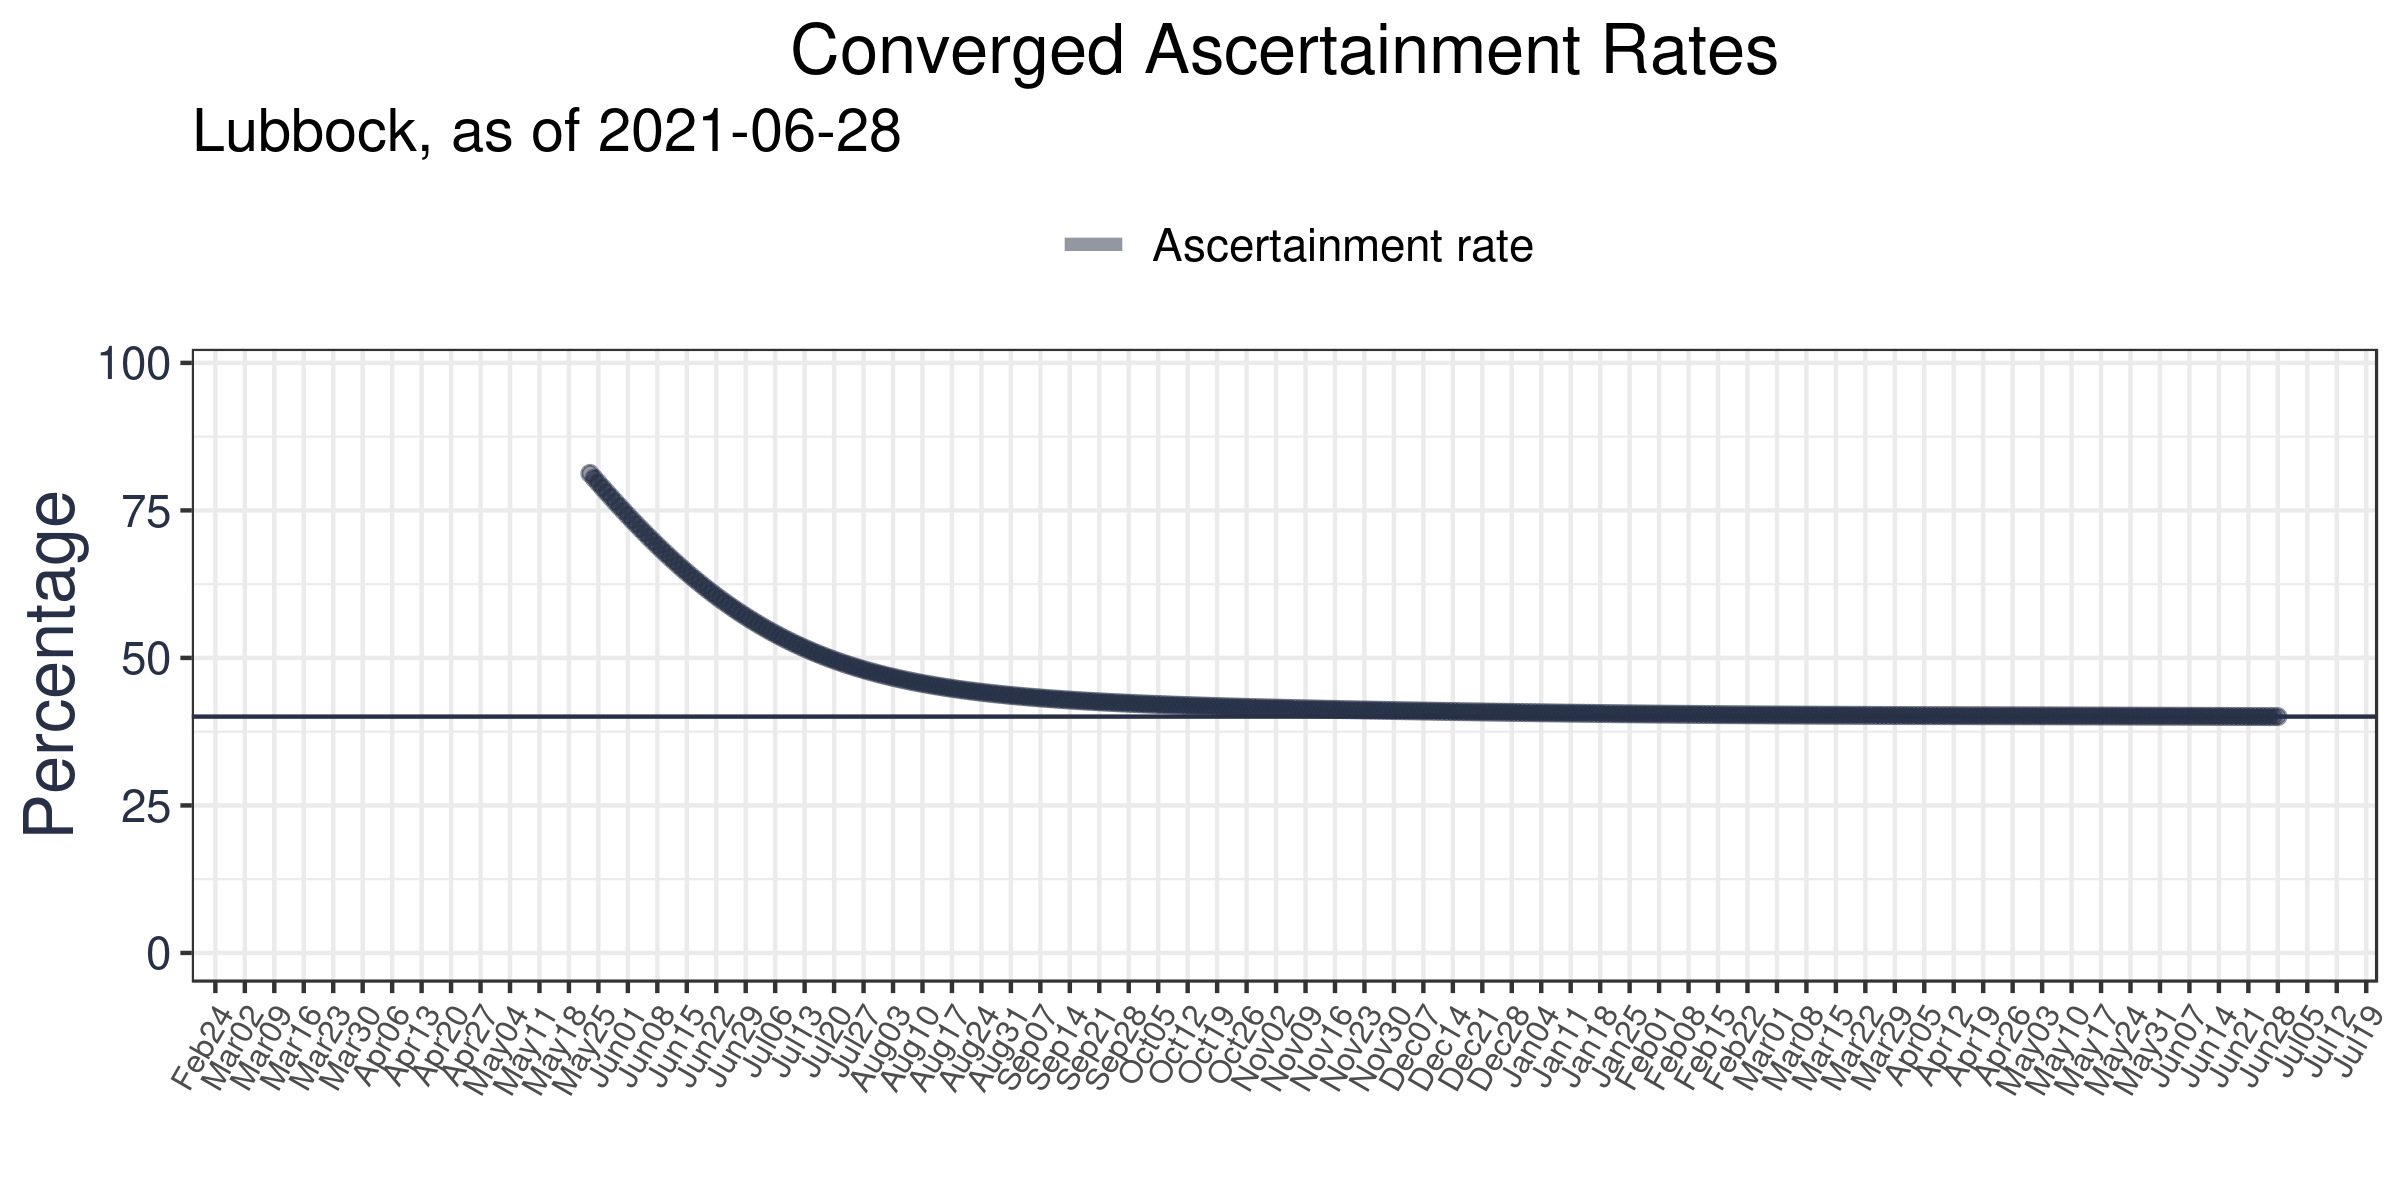 Converged Ascertainment Rates
Lubbock, as of 2021-06-28
Ascertainment rate
Percentage
100
75
50
25
0
Feb24
Mar02
Mar09
Mar16
Mar23
Mar30
Apr06
Apr13
Apr20
Apr27
May04
May11
May18
May25
Jun01
Jun08
Jun15
Jun22
Jun29
Jul06
Jul13
Jul20
Jul27
Aug03
Aug10
Aug17
Aug24
Aug31
Sep07
Sep14
Sep21
Sep28
Oct05
Oct12
Oct19
Oct26
Nov02
Nov09
Nov16
Nov23
Nov30
Dec07
Dec14
Dec21
Dec28
Jan04
Jan11
Jan18
Jan25
Feb01
Feb08
Feb15
Feb22
Mar01
Mar08
Mar15
Mar22
Mar29
Apr05
Apr12
Apr19
Apr26
May03
May10
May17
May24
May31
Jun07
Jun14
Jun21
Jun28
Jul05
Jul12
Jul19